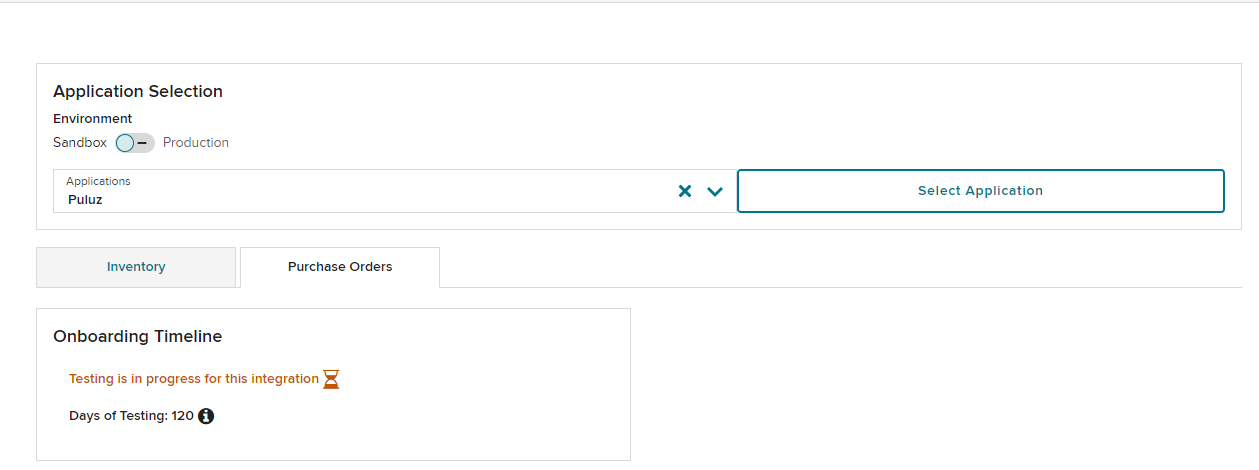 Application Selection
Environment
Sandbox Production
Applications
Puluz
Select Application
Inventory
Purchase Orders
Onboarding Timeline
Testing is in progress for this integration
Days of Testing: 120